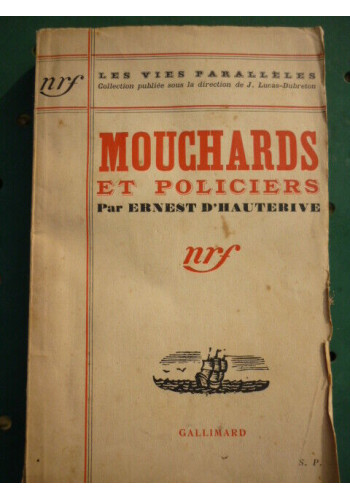 nrf
LES VIES PARALLÈLES
Collection publiée sous la direction de J. Lucas-Dubreton
MOUCHARDS
ET POLICIERS
Par ERNEST D'HAUTERIVE
nrf
GALLIMARD
S. P.